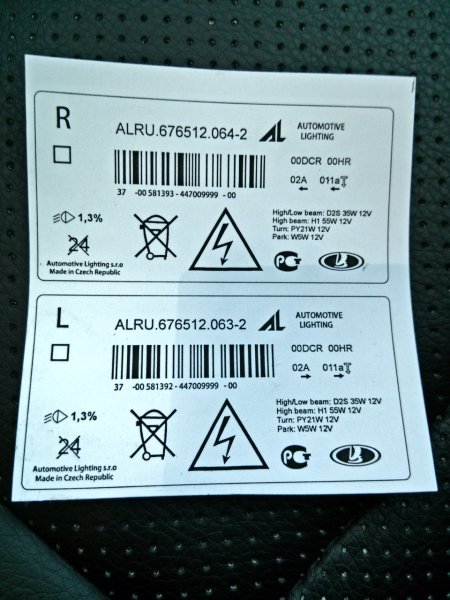 R
ALRU.676512.064-2
AL
AUTOMOTIVE
LIGHTING
00DCR 00HR
02A 011a
37 -00 581393 - 447009999 - 00
1,3%
24
High/Low beam: D2S 35W 12V
High beam: H1 55W 12V
Turn: PY21W 12V
Park: W5W 12V
Automotive Lighting s.r.o
Made in Czech Republic
L
ALRU.676512.063-2
AL
AUTOMOTIVE
LIGHTING
00DCR 00HR
02A 011a
37 -00 581392 - 447009999 - 00
1,3%
24
High/Low beam: D2S 35W 12V
High beam: H1 55W 12V
Turn: PY21W 12V
Park: W5W 12V
Automotive Lighting s.r.o
Made in Czech Republic